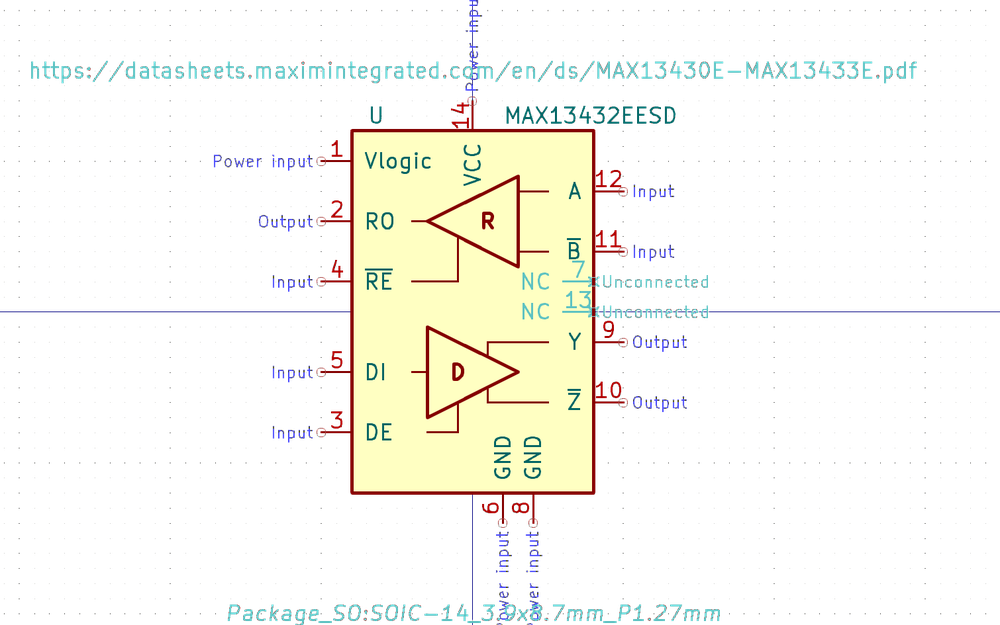 Power input
https://datasheets.maximintegrated.com/en/ds/MAX13430E-MAX13433E.pdf
14
U MAX13432EESD
Power input 1 Vlogic
VCC
A 12 Input
Output 2 RO
R
B 11 Input
Input 4 RE
NC 7 Unconnected
NC 13 Unconnected
Y 9 Output
Input 5 DI
D
Z 10 Output
Input 3 DE
GND GND
6 8
Power input Power input
Package_SO:SOIC-14_3.9x8.7mm_P1.27mm